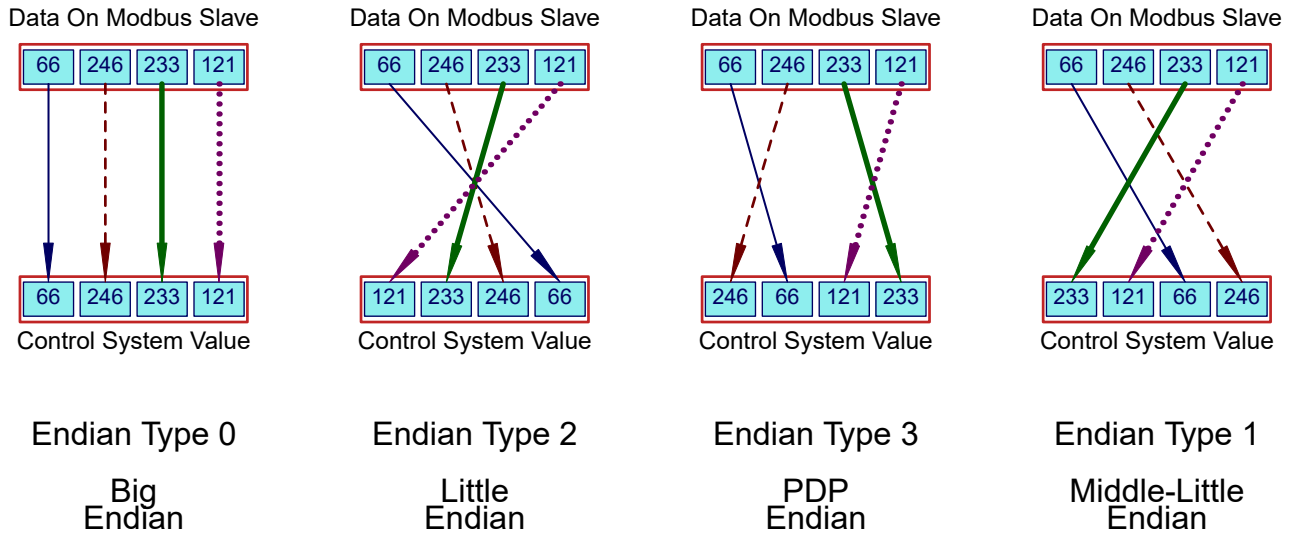 Data On Modbus Slave
66 246 233 121
66 246 233 121
Control System Value
Endian Type 0
Big
Endian
Data On Modbus Slave
66 246 233 121
121 233 246 66
Control System Value
Endian Type 2
Little
Endian
Data On Modbus Slave
66 246 233 121
246 66 121 233
Control System Value
Endian Type 3
PDP
Endian
Data On Modbus Slave
66 246 233 121
233 121 66 246
Control System Value
Endian Type 1
Middle-Little
Endian